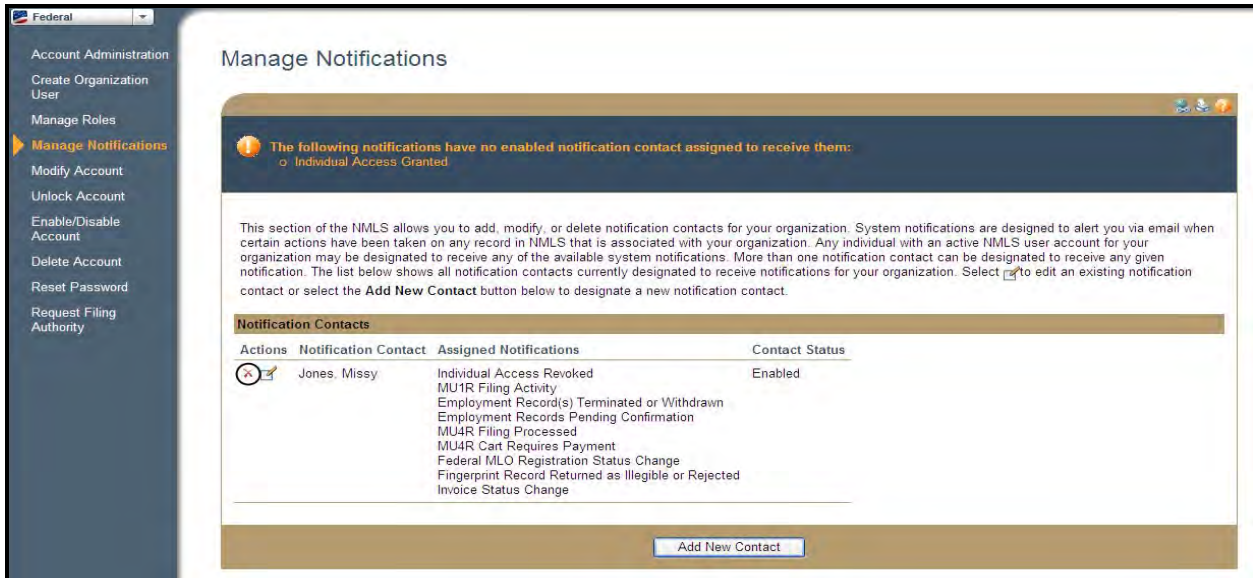 Federal
Account Administration
Create Organization
User
Manage Roles
Manage Notifications
Modify Account
Unlock Account
Enable/Disable
Account
Delete Account
Reset Password
Request Filing
Authority
Manage Notifications
The following notifications have no enabled notification contact assigned to receive them:
o Individual Access Granted
This section of the NMLS allows you to add, modify, or delete notification contacts for your organization. System notifications are designed to alert you via email when
certain actions have been taken on any record in NMLS that is associated with your organization. Any individual with an active NMLS user account for your
organization may be designated to receive any of the available system notifications. More than one notification contact can be designated to receive any given
notification. The list below shows all notification contacts currently designated to receive notifications for your organization. Select to edit an existing notification
contact or select the Add New Contact button below to designate a new notification contact.
Notification Contacts
Actions Notification Contact Assigned Notifications Contact Status
Jones, Missy Individual Access Revoked Enabled
MU1R Filing Activity
Employment Record(s) Terminated or Withdrawn
Employment Records Pending Confirmation
MU4R Filing Processed
MU4R Cart Requires Payment
Federal MLO Registration Status Change
Fingerprint Record Returned as Illegible or Rejected
Invoice Status Change
Add New Contact